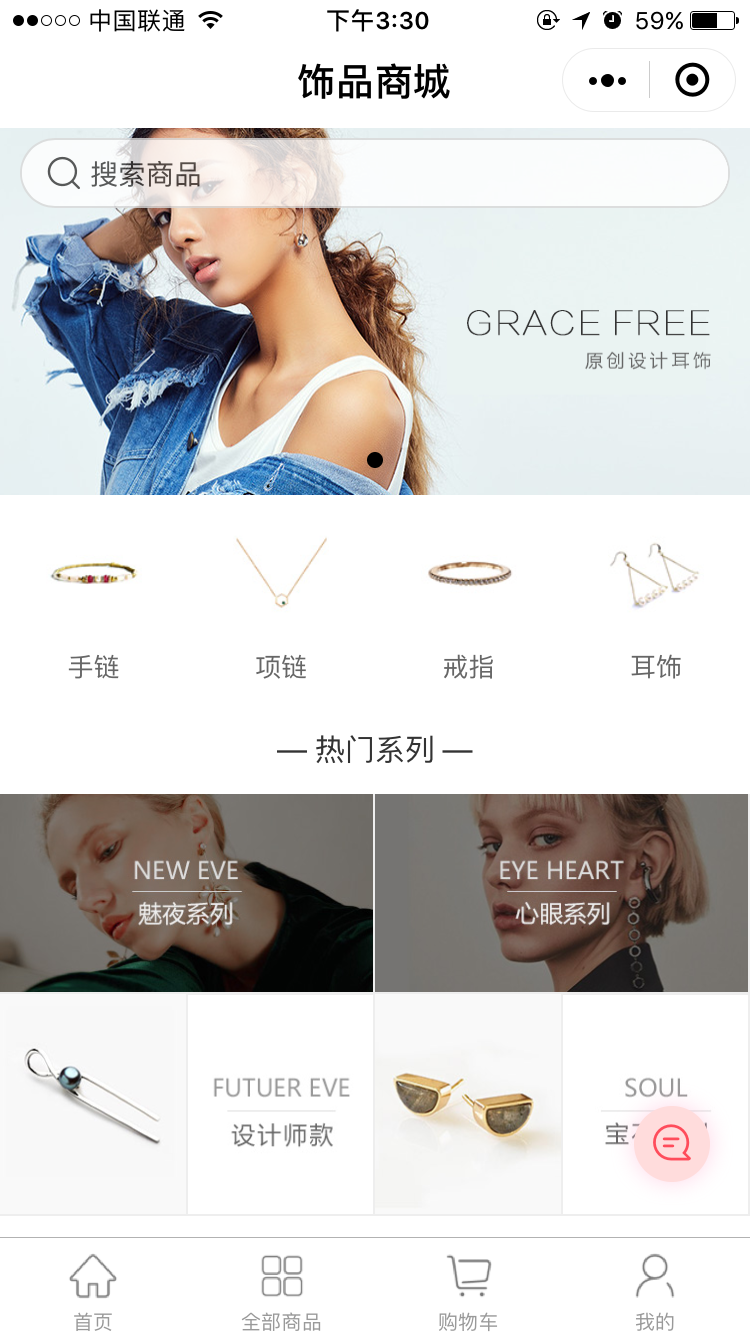 中国联通
下午3:30
59%
饰品商城
搜索商品
GRACE FREE
原创设计耳饰
手链
项链
戒指
耳饰
— 热门系列 —
NEW EVE
魅夜系列
EYE HEART
心眼系列
FUTUER EVE
设计师款
SOUL
宝
首页
全部商品
购物车
我的